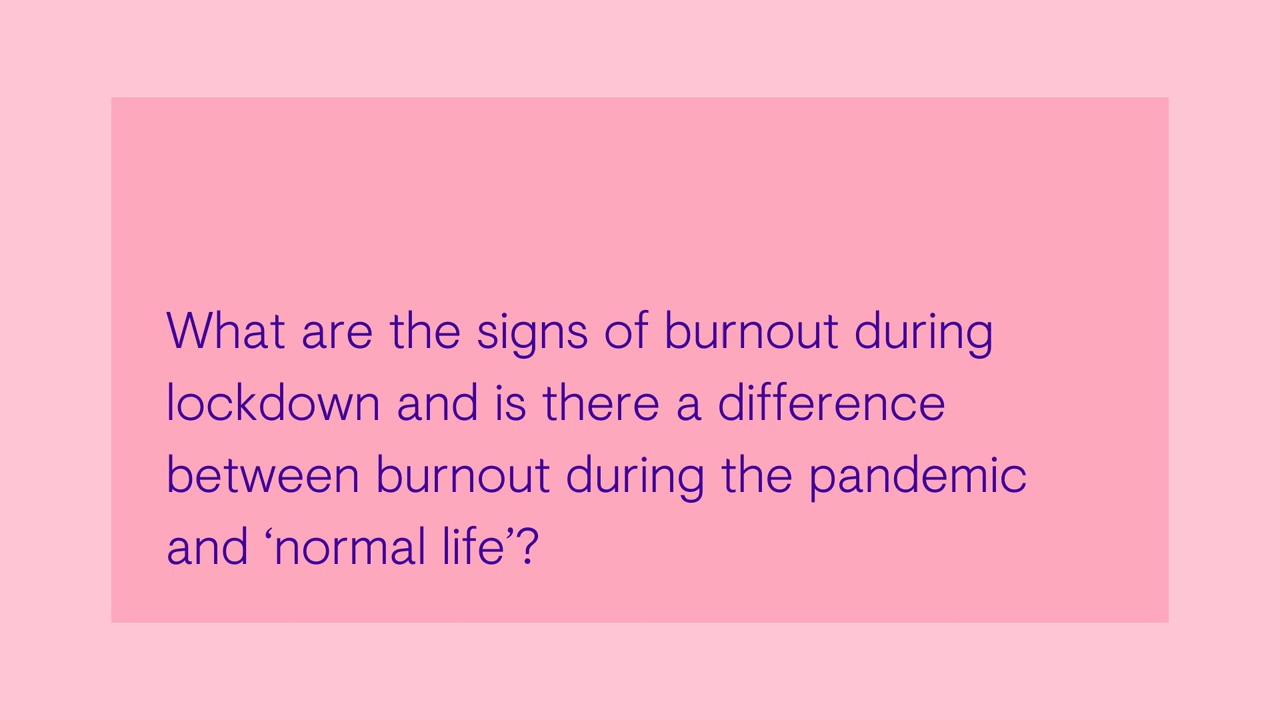 What are the signs of burnout during
lockdown and is there a difference
between burnout during the pandemic
and ‘normal life’?